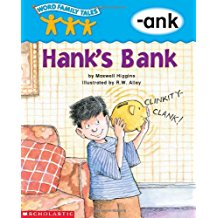 WORD FAMILY TALES
-ank
Hank's Bank
by Maxwell Higgins
Illustrated by R.W. Alley
CLINKITY-
CLANK!
SCHOLASTIC